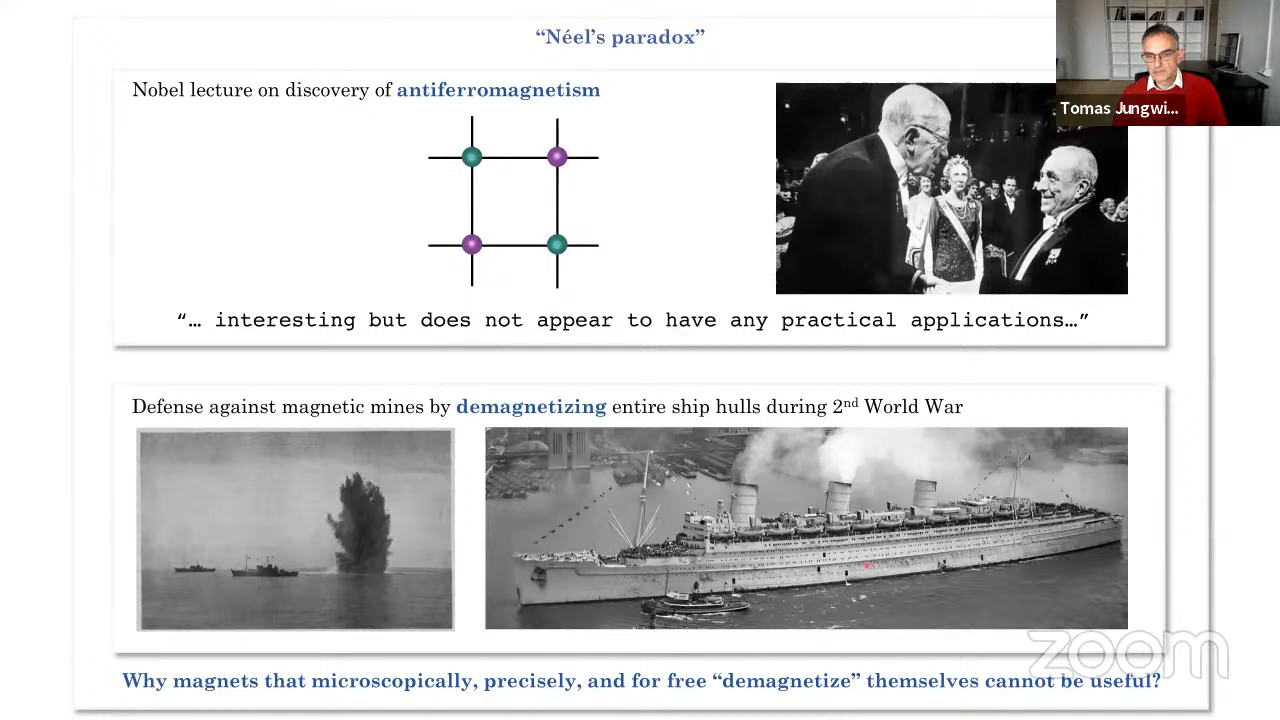 “Néel’s paradox”
Tomas Jungwi...
Nobel lecture on discovery of antiferromagnetism
“… interesting but does not appear to have any practical applications…”
Defense against magnetic mines by demagnetizing entire ship hulls during 2nd World War
zoom
Why magnets that microscopically, precisely, and for free “demagnetize” themselves cannot be useful?